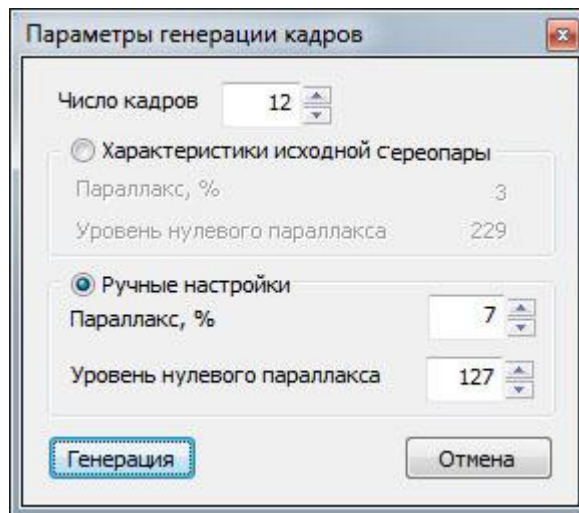 Параметры генерации кадров
Число кадров 12
Характеристики исходной стереопары
Параллакс, % 3
Уровень нулевого параллакса 229
Ручные настройки
Параллакс, % 7
Уровень нулевого параллакса 127
Генерация Отмена